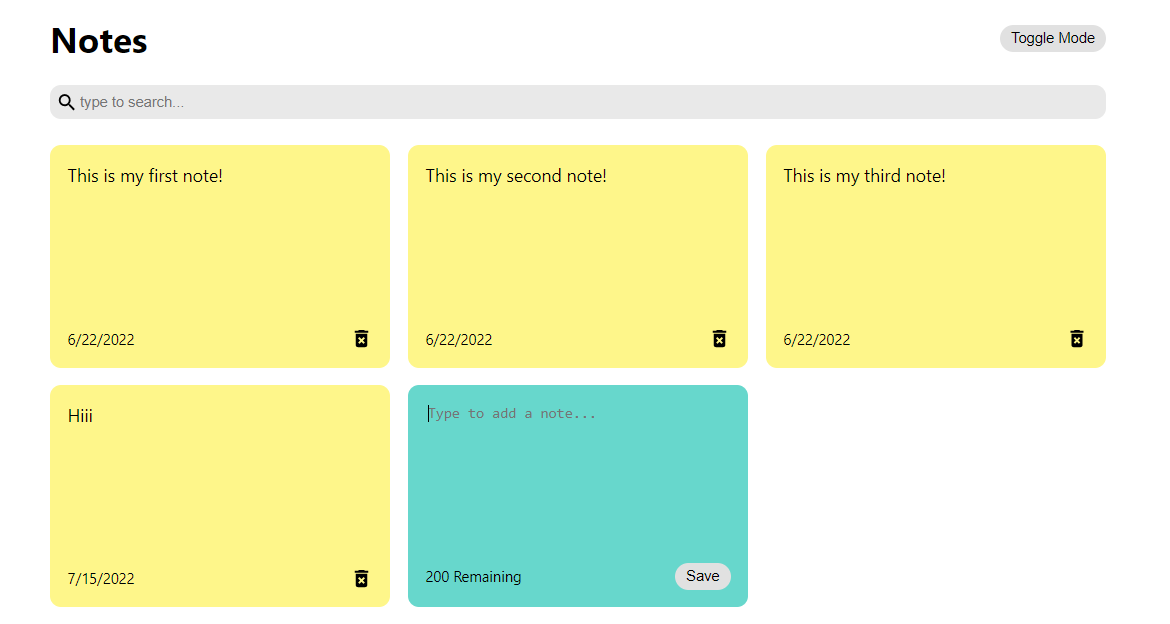 Notes
Toggle Mode
type to search...
This is my first note!
This is my second note!
This is my third note!
6/22/2022
6/22/2022
6/22/2022
Hiii
Type to add a note...
7/15/2022
200 Remaining
Save